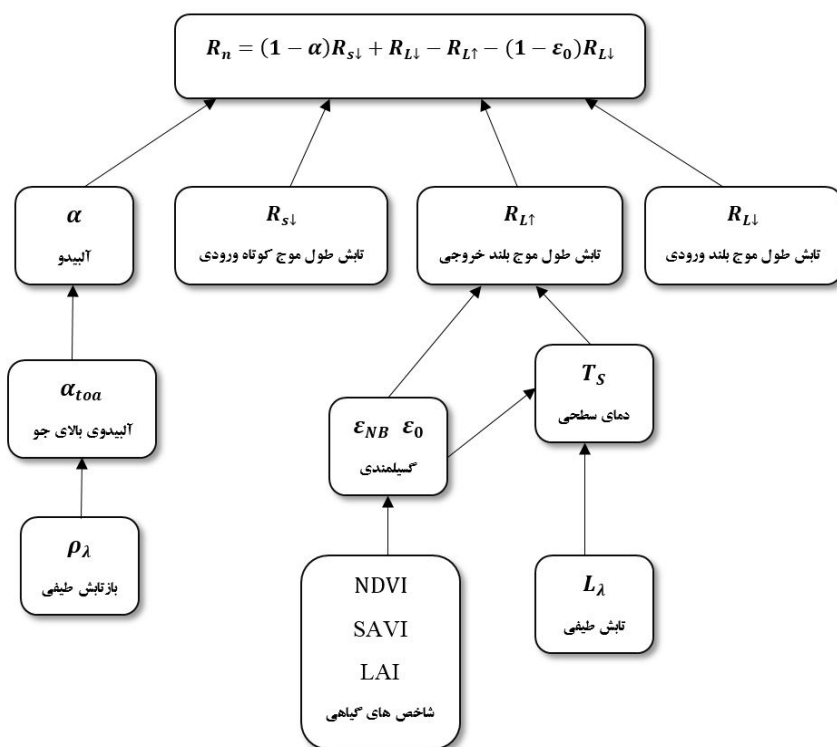 Rn = (1 − α)Rs↓ + RL↓ − RL↑ − (1 − ε0)RL↓
α
آلبیدو
Rs↓
تابش طول موج کوتاه ورودی
RL↑
تابش طول موج بلند خروجی
RL↓
تابش طول موج بلند ورودی
αtoa
آلبیدوی بالای جو
εNB ε0
گسیلمندی
TS
دمای سطحی
ρλ
بازتابش طیفی
NDVI
SAVI
LAI
شاخص های گیاهی
Lλ
تابش طیفی